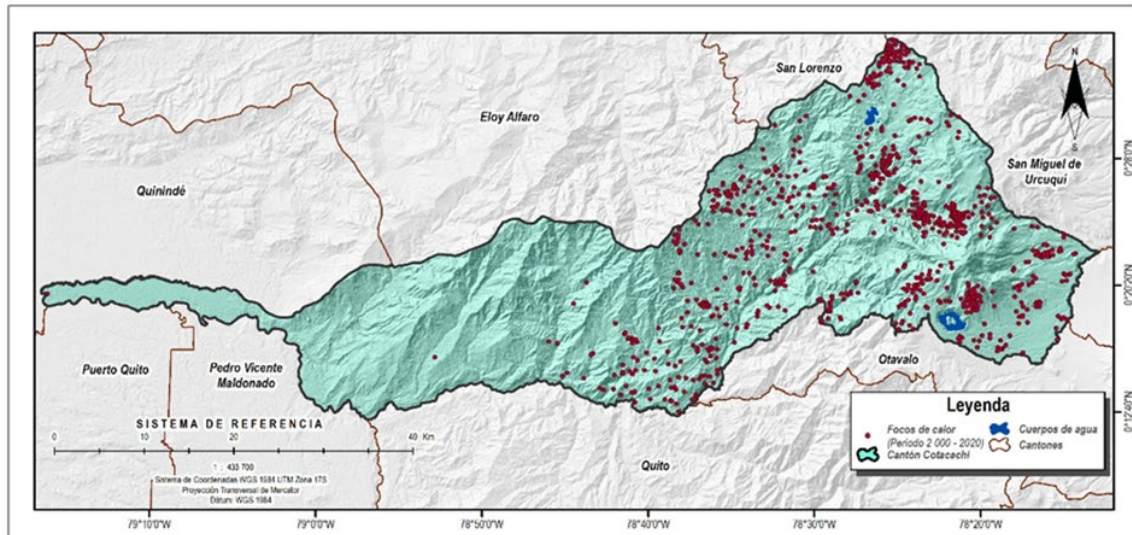 San Lorenzo
N
S
Eloy Alfaro
San Miguel de
Urcuquí
Quinindé
0°28'0"N
0°20'0"N
0°12'40"N
Puerto Quito
Pedro Vicente
Maldonado
Otavalo
Quito
SISTEMA DE REFERENCIA
0 10 20 40 Km
1 : 433 700
Sistema de Coordenadas WGS 1984 UTM Zona 17S
Proyección Transversal de Mercator
Dátum: WGS 1984
Leyenda
Focos de calor
(Período 2 000 - 2020)
Cantón Cotacachi
Cuerpos de agua
Cantones
79°10'0"W 79°0'0"W 78°50'0"W 78°40'0"W 78°30'0"W 78°20'0"W